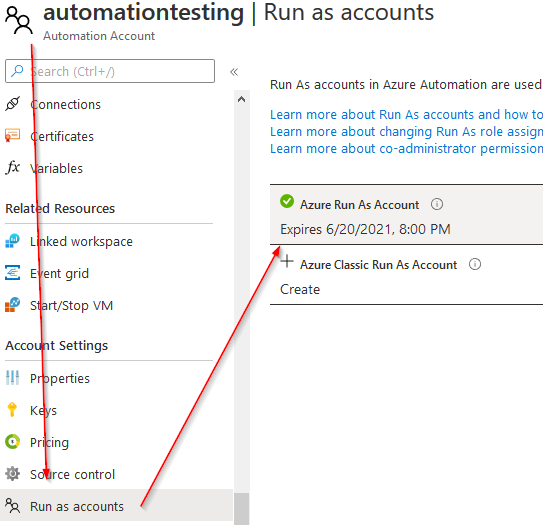 automationtesting | Run as accounts
Automation Account
Search (Ctrl+/)
«
Connections
Certificates
fx Variables
Related Resources
Linked workspace
Event grid
Start/Stop VM
Account Settings
Properties
Keys
Pricing
Source control
Run as accounts
Run As accounts in Azure Automation are used
Learn more about Run As accounts and how to
Learn more about changing Run As role assign
Learn more about co-administrator permission
Azure Run As Account
Expires 6/20/2021, 8:00 PM
Azure Classic Run As Account
Create